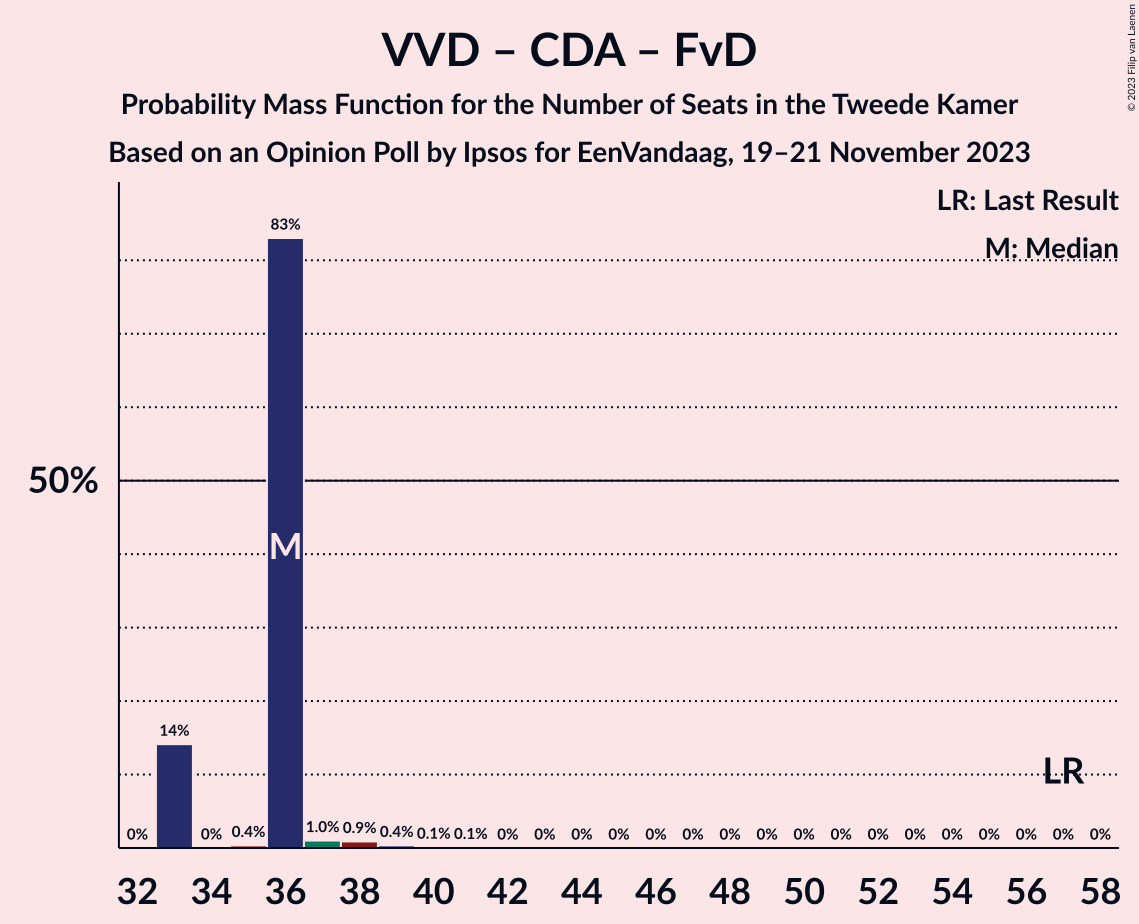 VVD – CDA – FvD
Probability Mass Function for the Number of Seats in the Tweede Kamer
Based on an Opinion Poll by Ipsos for EenVandaag, 19–21 November 2023
© 2023 Filip van Laenen
LR: Last Result
M: Median
50%
83%
M
14%
LR
0% 0% 0.4% 1.0% 0.9% 0.4% 0.1% 0.1% 0% 0% 0% 0% 0% 0% 0% 0% 0% 0% 0% 0% 0% 0% 0% 0% 0%
32 34 36 38 40 42 44 46 48 50 52 54 56 58